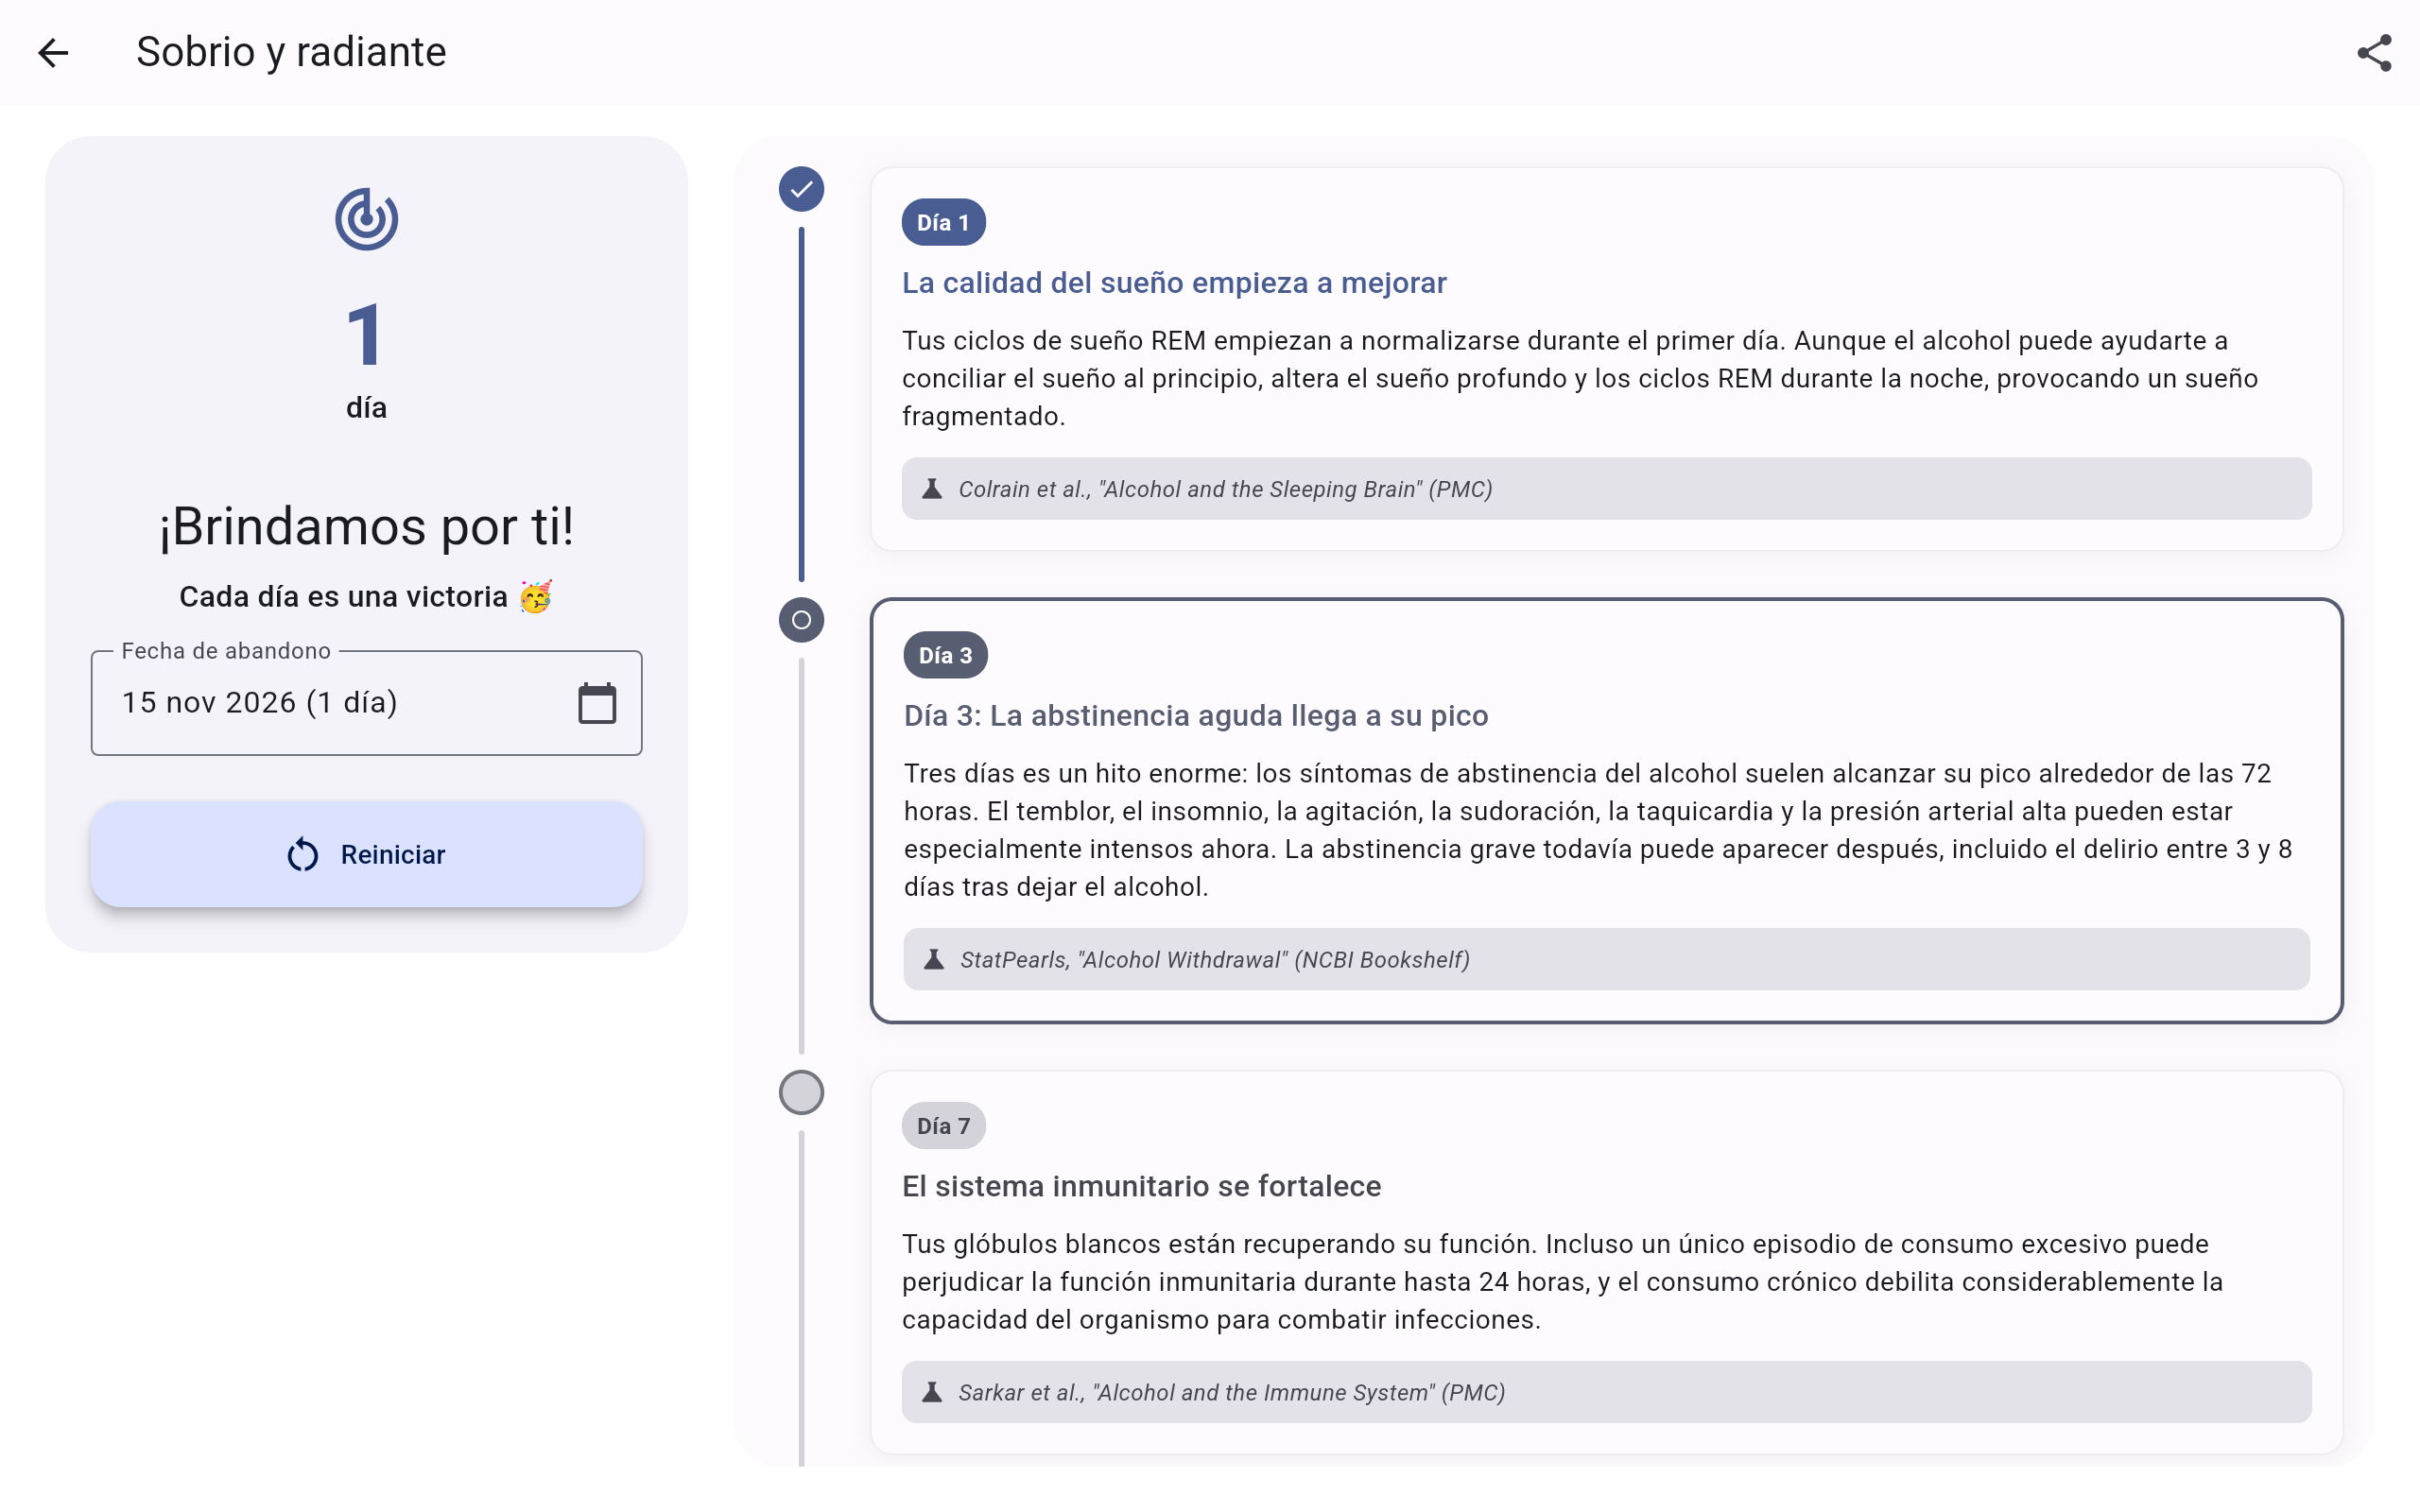 Sobrio y radiante
1
día
¡Brindamos por ti!
Cada día es una victoria 🥳
Fecha de abandono
15 nov 2026 (1 día)
Reiniciar
Día 1
La calidad del sueño empieza a mejorar
Tus ciclos de sueño REM empiezan a normalizarse durante el primer día. Aunque el alcohol puede ayudarte a
conciliar el sueño al principio, altera el sueño profundo y los ciclos REM durante la noche, provocando un sueño
fragmentado.
Colrain et al., "Alcohol and the Sleeping Brain" (PMC)
Día 3
Día 3: La abstinencia aguda llega a su pico
Tres días es un hito enorme: los síntomas de abstinencia del alcohol suelen alcanzar su pico alrededor de las 72
horas. El temblor, el insomnio, la agitación, la sudoración, la taquicardia y la presión arterial alta pueden estar
especialmente intensos ahora. La abstinencia grave todavía puede aparecer después, incluido el delirio entre 3 y 8
días tras dejar el alcohol.
StatPearls, "Alcohol Withdrawal" (NCBI Bookshelf)
Día 7
El sistema inmunitario se fortalece
Tus glóbulos blancos están recuperando su función. Incluso un único episodio de consumo excesivo puede
perjudicar la función inmunitaria durante hasta 24 horas, y el consumo crónico debilita considerablemente la
capacidad del organismo para combatir infecciones.
Sarkar et al., "Alcohol and the Immune System" (PMC)